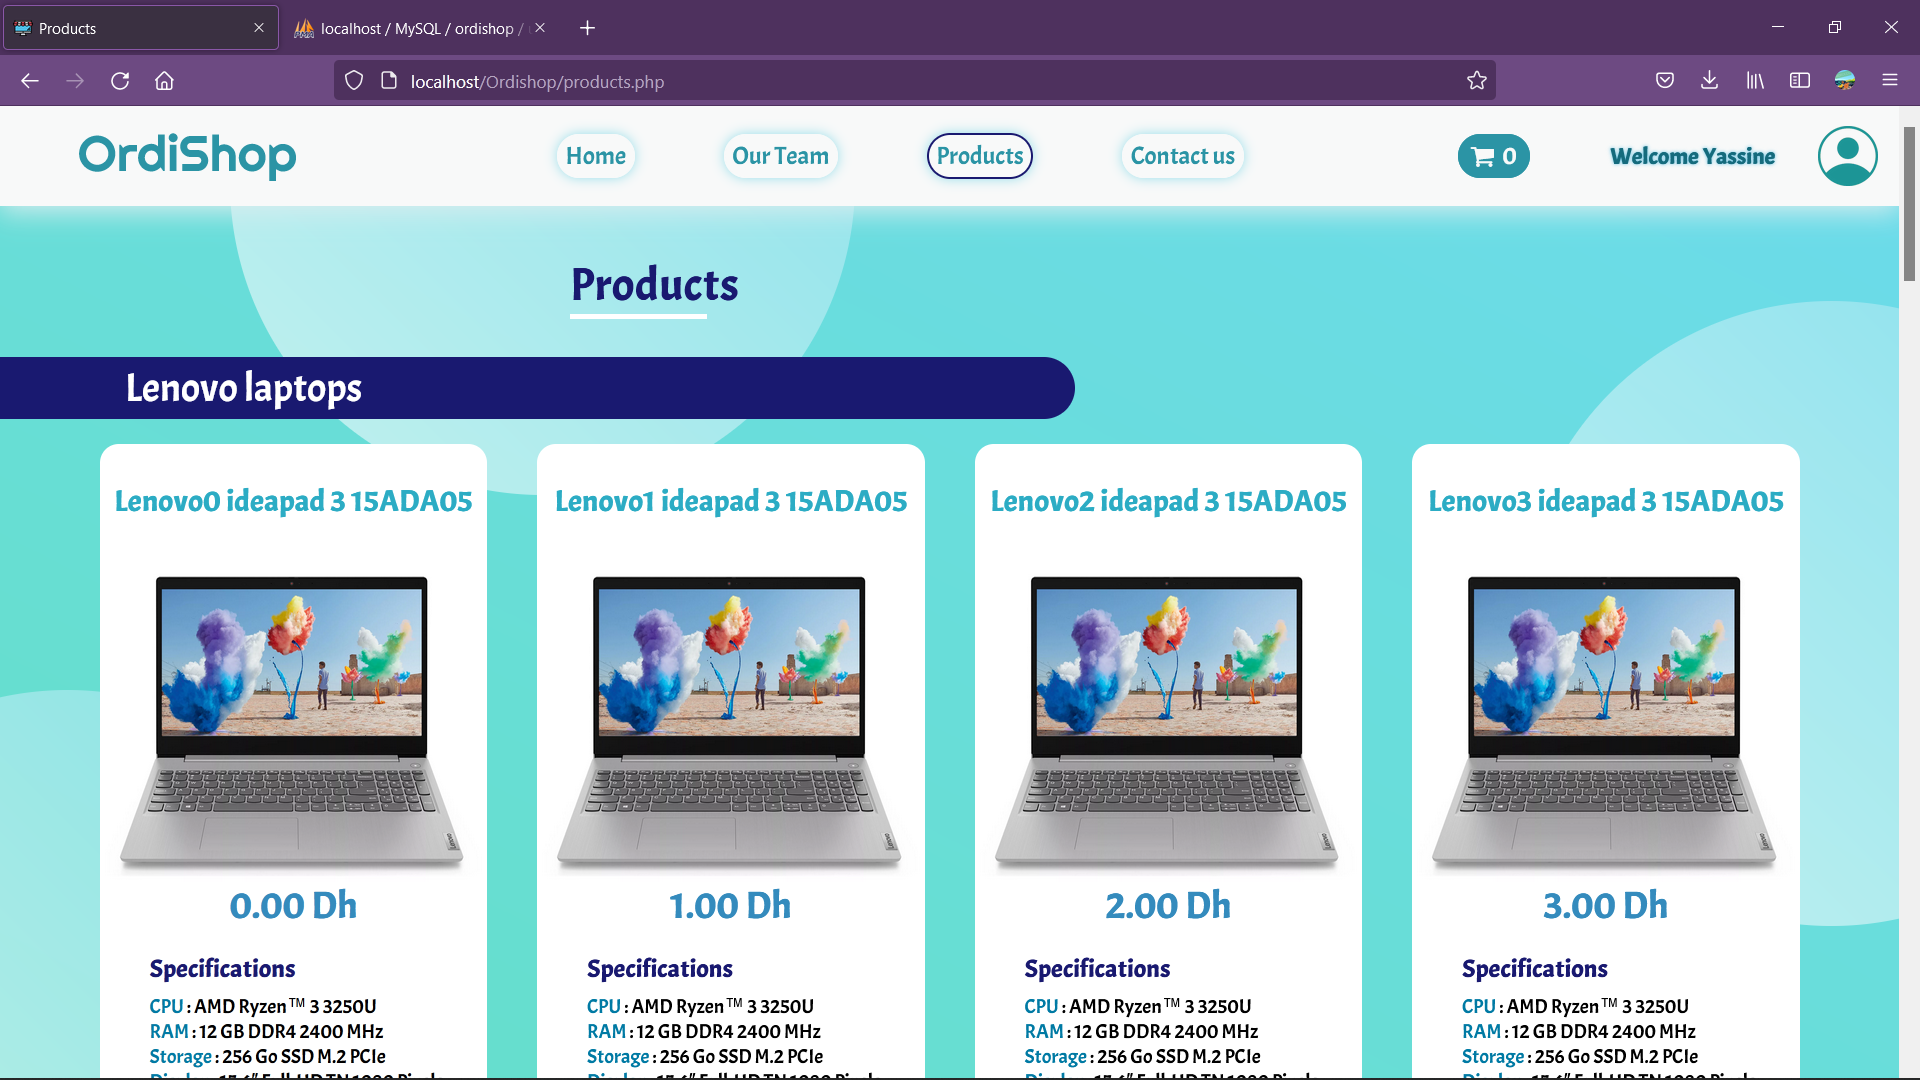 Products
localhost / MySQL / ordishop /
localhost/Ordishop/products.php
OrdiShop
Home
Our Team
Products
Contact us
0
Welcome Yassine
Products
Lenovo laptops
Lenovo0 ideapad 3 15ADA05
Lenovo1 ideapad 3 15ADA05
Lenovo2 ideapad 3 15ADA05
Lenovo3 ideapad 3 15ADA05
0.00 Dh
1.00 Dh
2.00 Dh
3.00 Dh
Specifications
CPU : AMD Ryzen™ 3 3250U
RAM : 12 GB DDR4 2400 MHz
Storage : 256 Go SSD M.2 PCIe
Specifications
CPU : AMD Ryzen™ 3 3250U
RAM : 12 GB DDR4 2400 MHz
Storage : 256 Go SSD M.2 PCIe
Specifications
CPU : AMD Ryzen™ 3 3250U
RAM : 12 GB DDR4 2400 MHz
Storage : 256 Go SSD M.2 PCIe
Specifications
CPU : AMD Ryzen™ 3 3250U
RAM : 12 GB DDR4 2400 MHz
Storage : 256 Go SSD M.2 PCIe